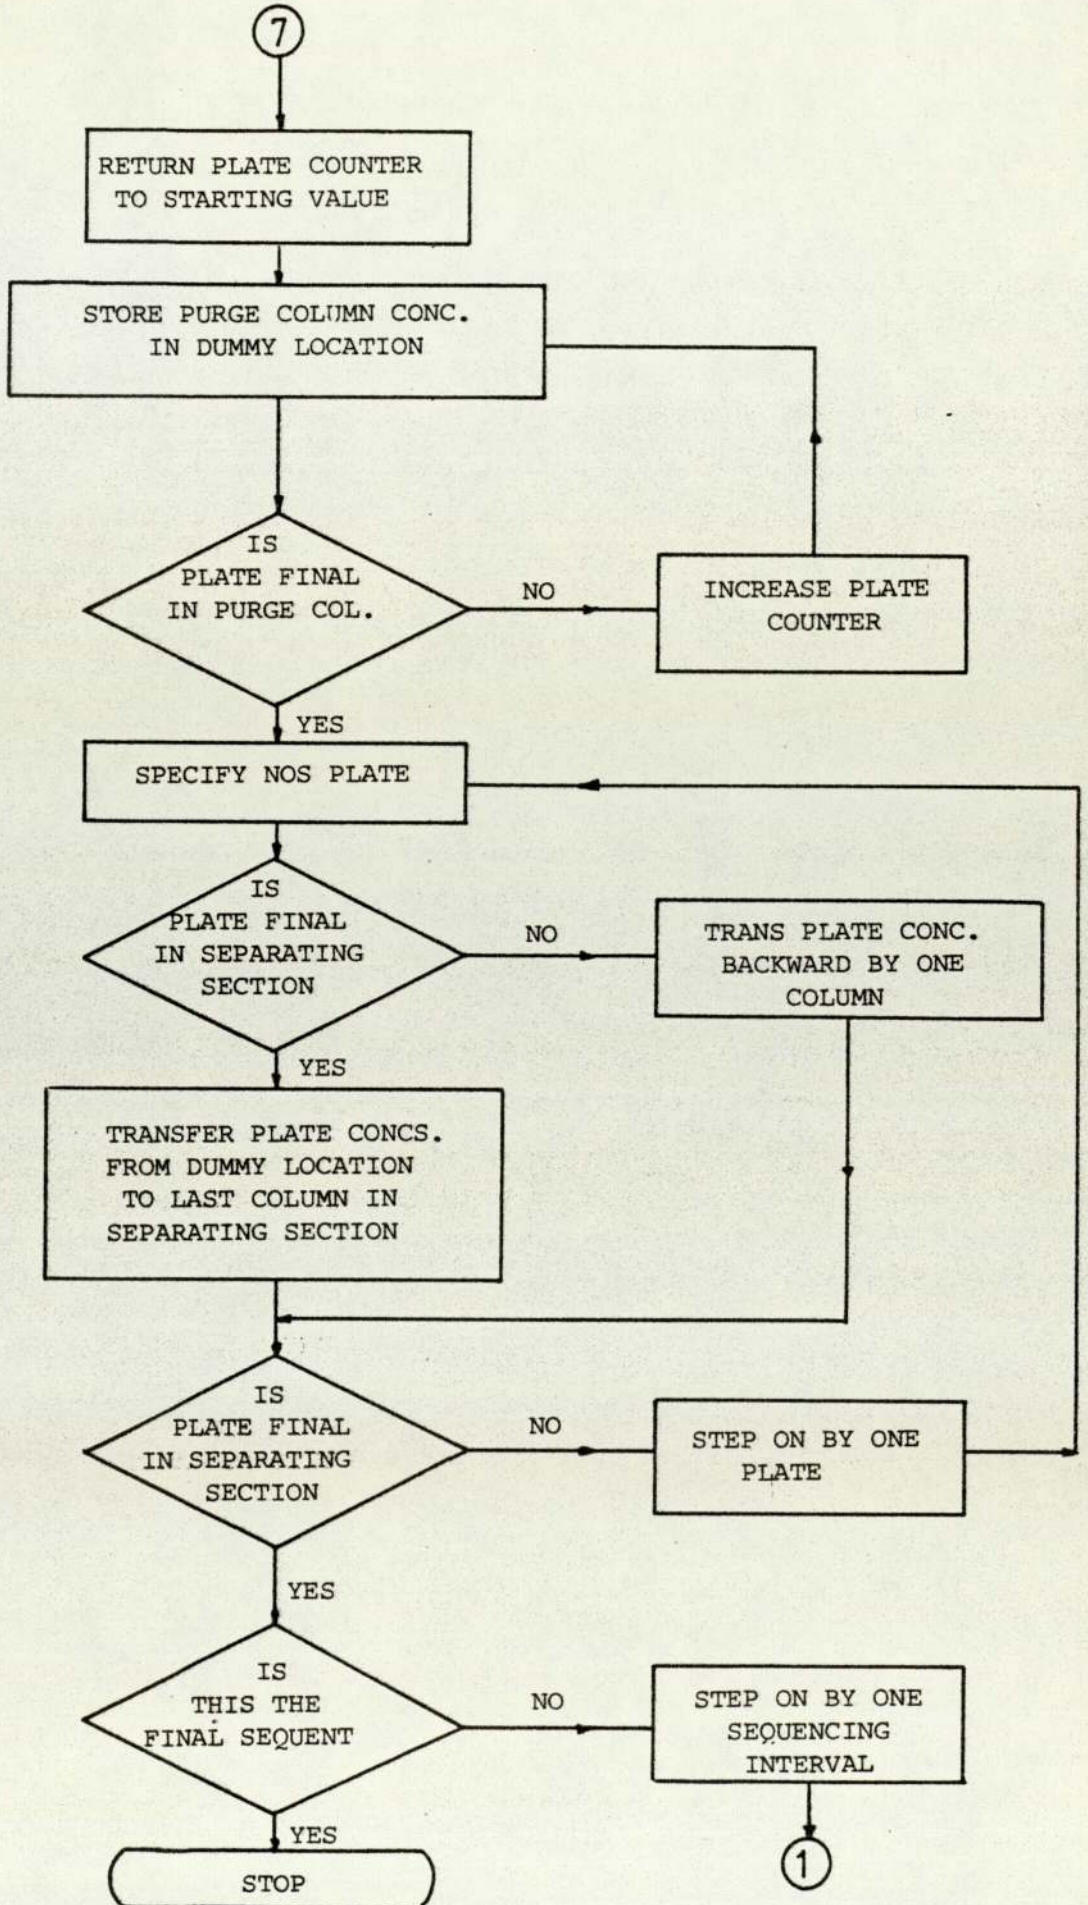 7
RETURN PLATE COUNTER
TO STARTING VALUE
STORE PURGE COLUMN CONC.
IN DUMMY LOCATION
IS
PLATE FINAL
IN PURGE COL.
NO
INCREASE PLATE
COUNTER
YES
SPECIFY NOS PLATE
IS
PLATE FINAL
IN SEPARATING
SECTION
NO
TRANS PLATE CONC.
BACKWARD BY ONE
COLUMN
YES
TRANSFER PLATE CONCS.
FROM DUMMY LOCATION
TO LAST COLUMN IN
SEPARATING SECTION
IS
PLATE FINAL
IN SEPARATING
SECTION
NO
STEP ON BY ONE
PLATE
YES
IS
THIS THE
FINAL SEQUENT
NO
STEP ON BY ONE
SEQUENCING
INTERVAL
YES
STOP
1